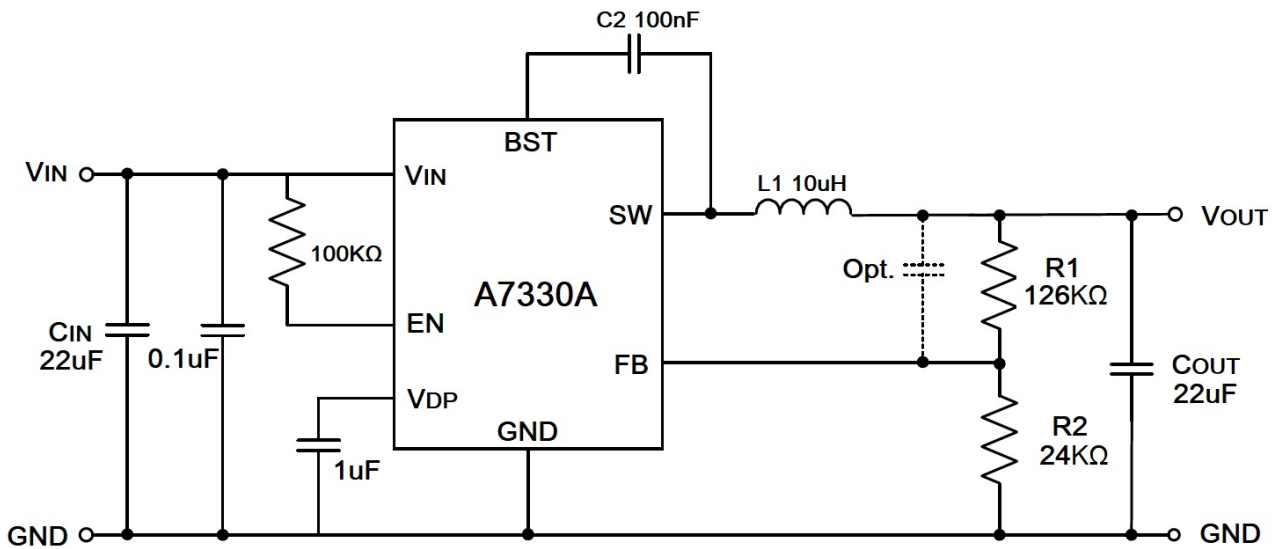 C2 100nF
BST
VIN
VIN
SW
L1 10uH
VOUT
100KΩ
Opt.
R1
126KΩ
A7330A
EN
CIN
22uF
0.1uF
FB
COUT
22uF
VDP
GND
1uF
R2
24KΩ
GND
GND